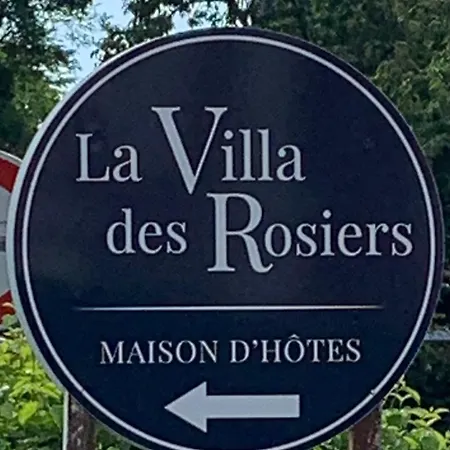 La Villa
des Rosiers
MAISON D'HÔTES